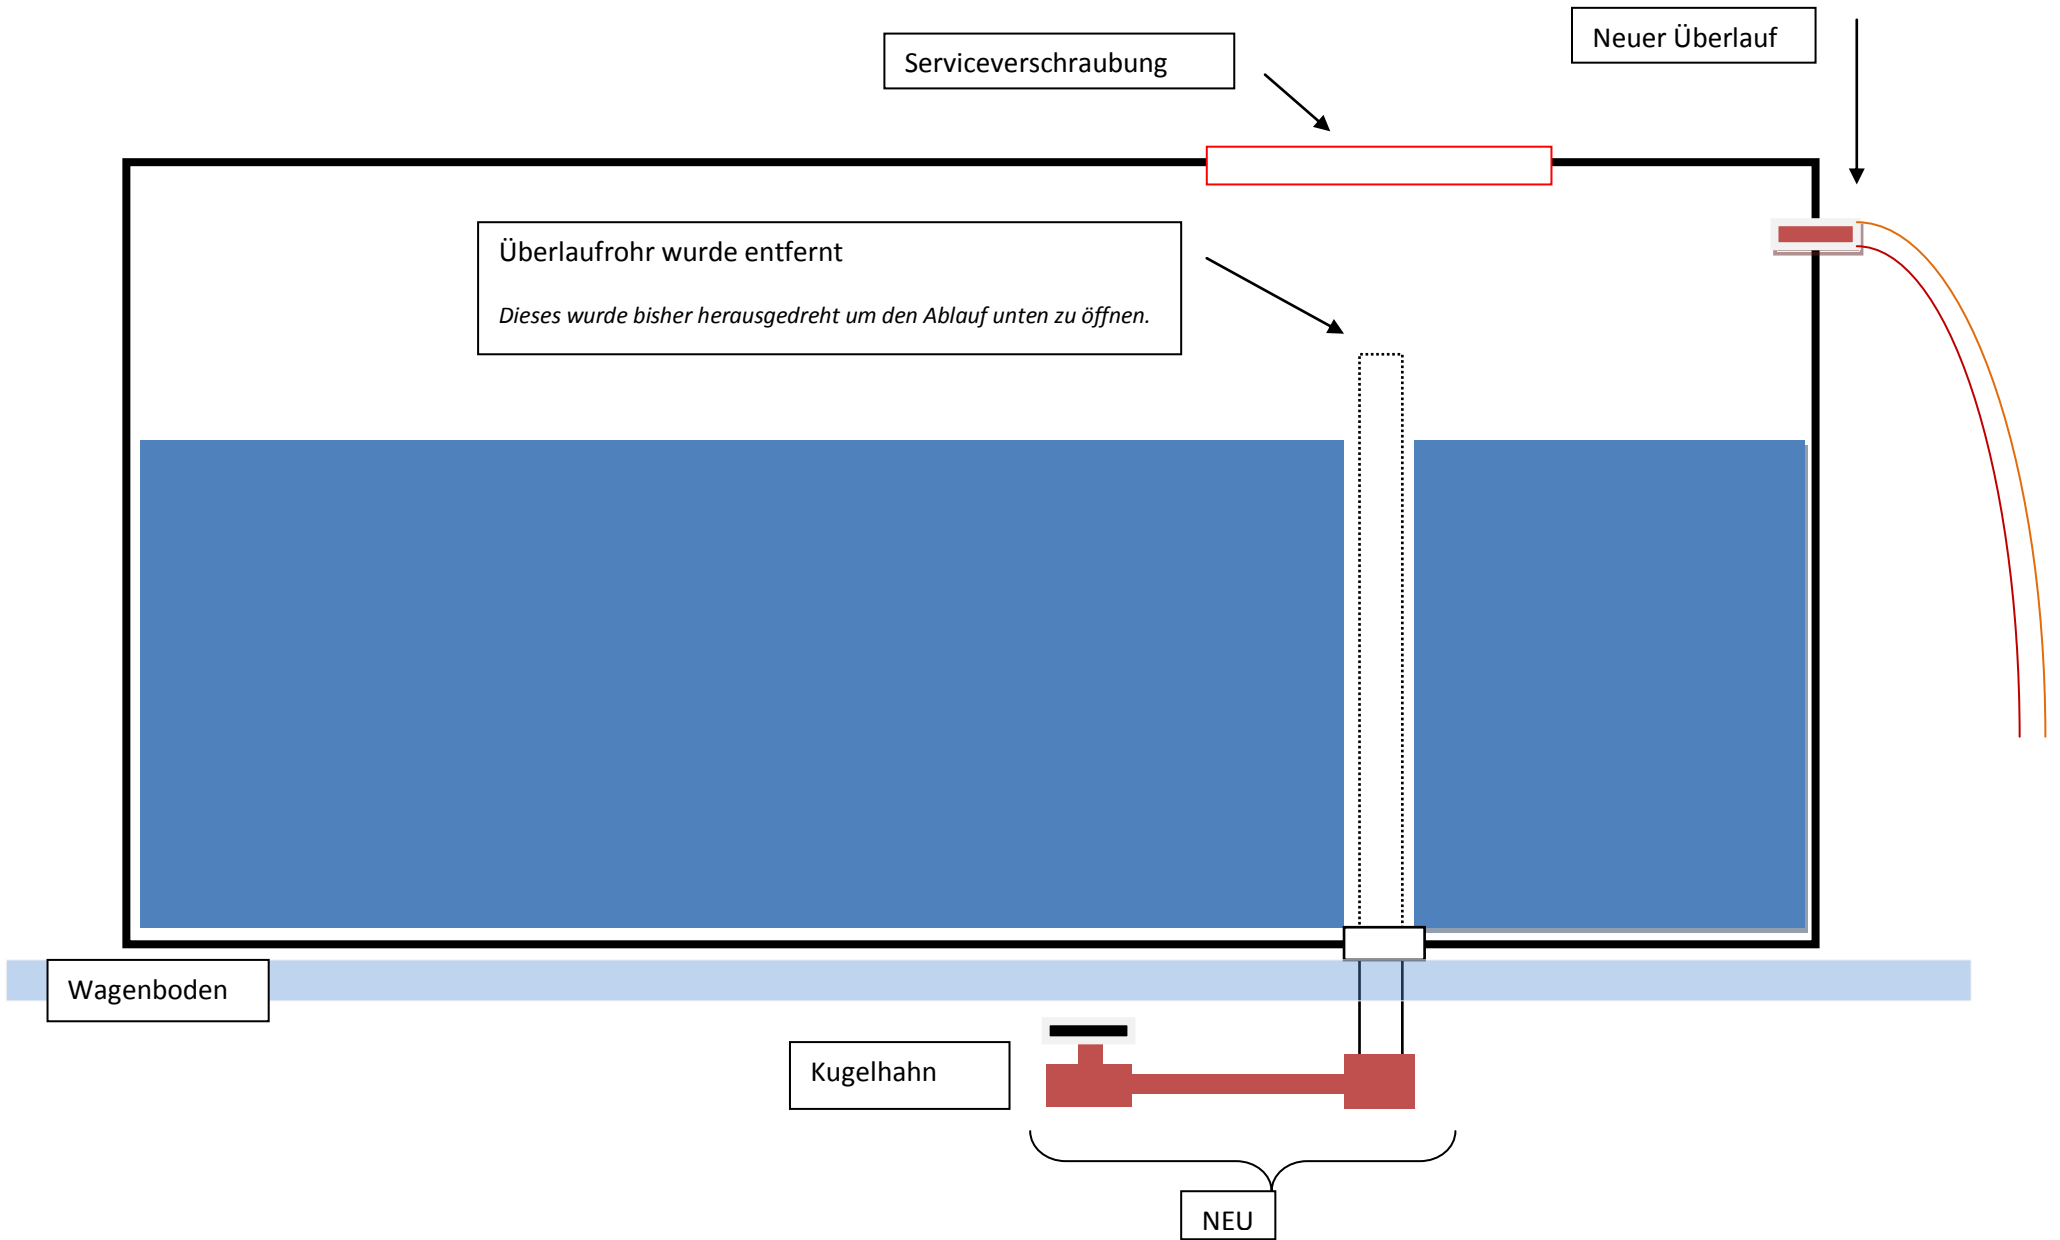 Neuer Überlauf
Serviceverschraubung
Überlaufrohr wurde entfernt
Dieses wurde bisher herausgedreht um den Ablauf unten zu öffnen.
Wagenboden
Kugelhahn
NEU